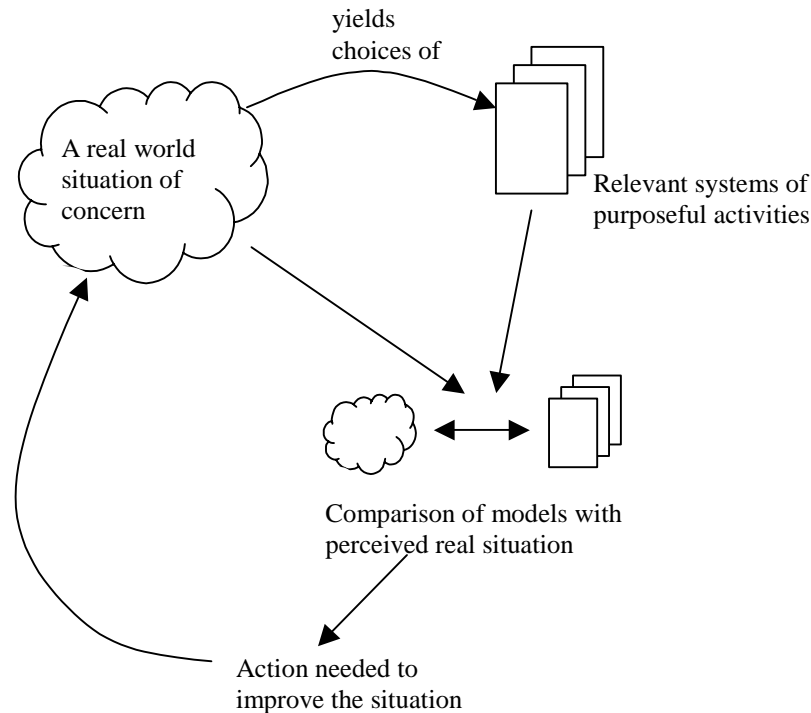 yields
choices of
A real world
situation of
concern
Relevant systems of
purposeful activities
Comparison of models with
perceived real situation
Action needed to
improve the situation